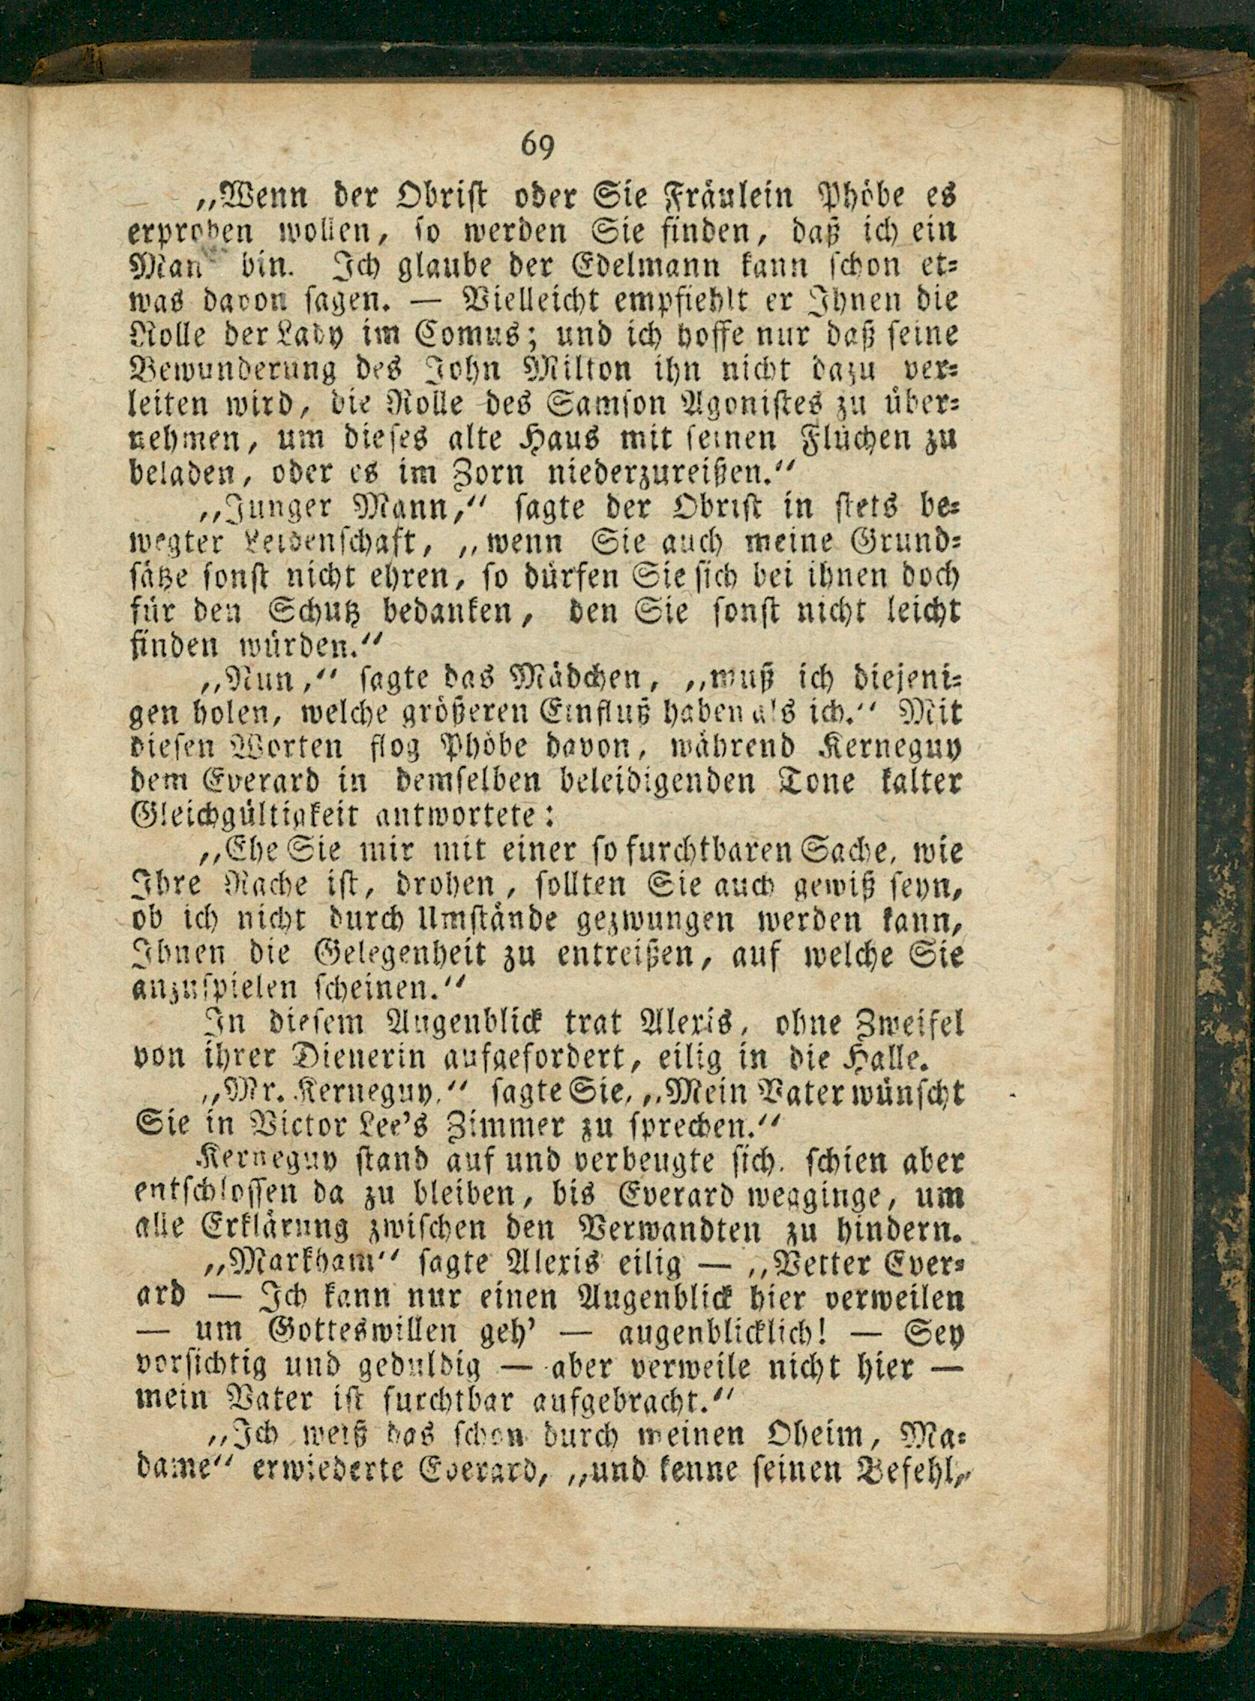 69
„Wenn der Obrist oder Sie Fräulein Phöbe es
erproben wollen, so werden Sie finden, daß ich ein
Man bin. Ich glaube der Edelmann kann schon et=
was davon sagen. — Vielleicht empfiehlt er Ihnen die
Rolle der Lady im Comus; und ich hoffe nur daß seine
Bewunderung des John Milton ihn nicht dazu ver=
leiten wird, die Rolle des Samson Agonistes zu über=
nehmen, um dieses alte Haus mit seinen Flüchen zu
beladen, oder es im Zorn niederzureißen.“
„Junger Mann,“ sagte der Obrist in stets be=
wegter Leidenschaft, „wenn Sie auch meine Grund=
sätze sonst nicht ehren, so dürfen Sie sich bei ihnen doch
für den Schutz bedanken, den Sie sonst nicht leicht
finden würden.“
„Nun,“ sagte das Mädchen, „muß ich diejeni=
gen holen, welche größeren Einfluß haben als ich.“ Mit
diesen Worten flog Phöbe davon, während Kerneguy
dem Everard in demselben beleidigenden Tone kalter
Gleichgültigkeit antwortete:
„Ehe Sie mir mit einer so furchtbaren Sache, wie
Ihre Rache ist, drohen, sollten Sie auch gewiß seyn,
ob ich nicht durch Umstände gezwungen werden kann,
Ihnen die Gelegenheit zu entreißen, auf welche Sie
anzuspielen scheinen.“
In diesem Augenblick trat Alexis, ohne Zweifel
von ihrer Dienerin aufgefordert, eilig in die Halle.
„Mr. Kerneguy,“ sagte Sie, „Mein Vater wünscht
Sie in Victor Lee's Zimmer zu sprechen.“
Kerneguy stand auf und verbeugte sich, schien aber
entschlossen da zu bleiben, bis Everard wegginge, um
alle Erklärung zwischen den Verwandten zu hindern.
„Markham“ sagte Alexis eilig — „Vetter Ever=
ard — Ich kann nur einen Augenblick hier verweilen
— um Gotteswillen geh' — augenblicklich! — Sey
vorsichtig und geduldig — aber verweile nicht hier —
mein Vater ist furchtbar aufgebracht.“
„Ich weiß das schon durch meinen Oheim, Ma=
dame“ erwiederte Everard, „und kenne seinen Befehl,